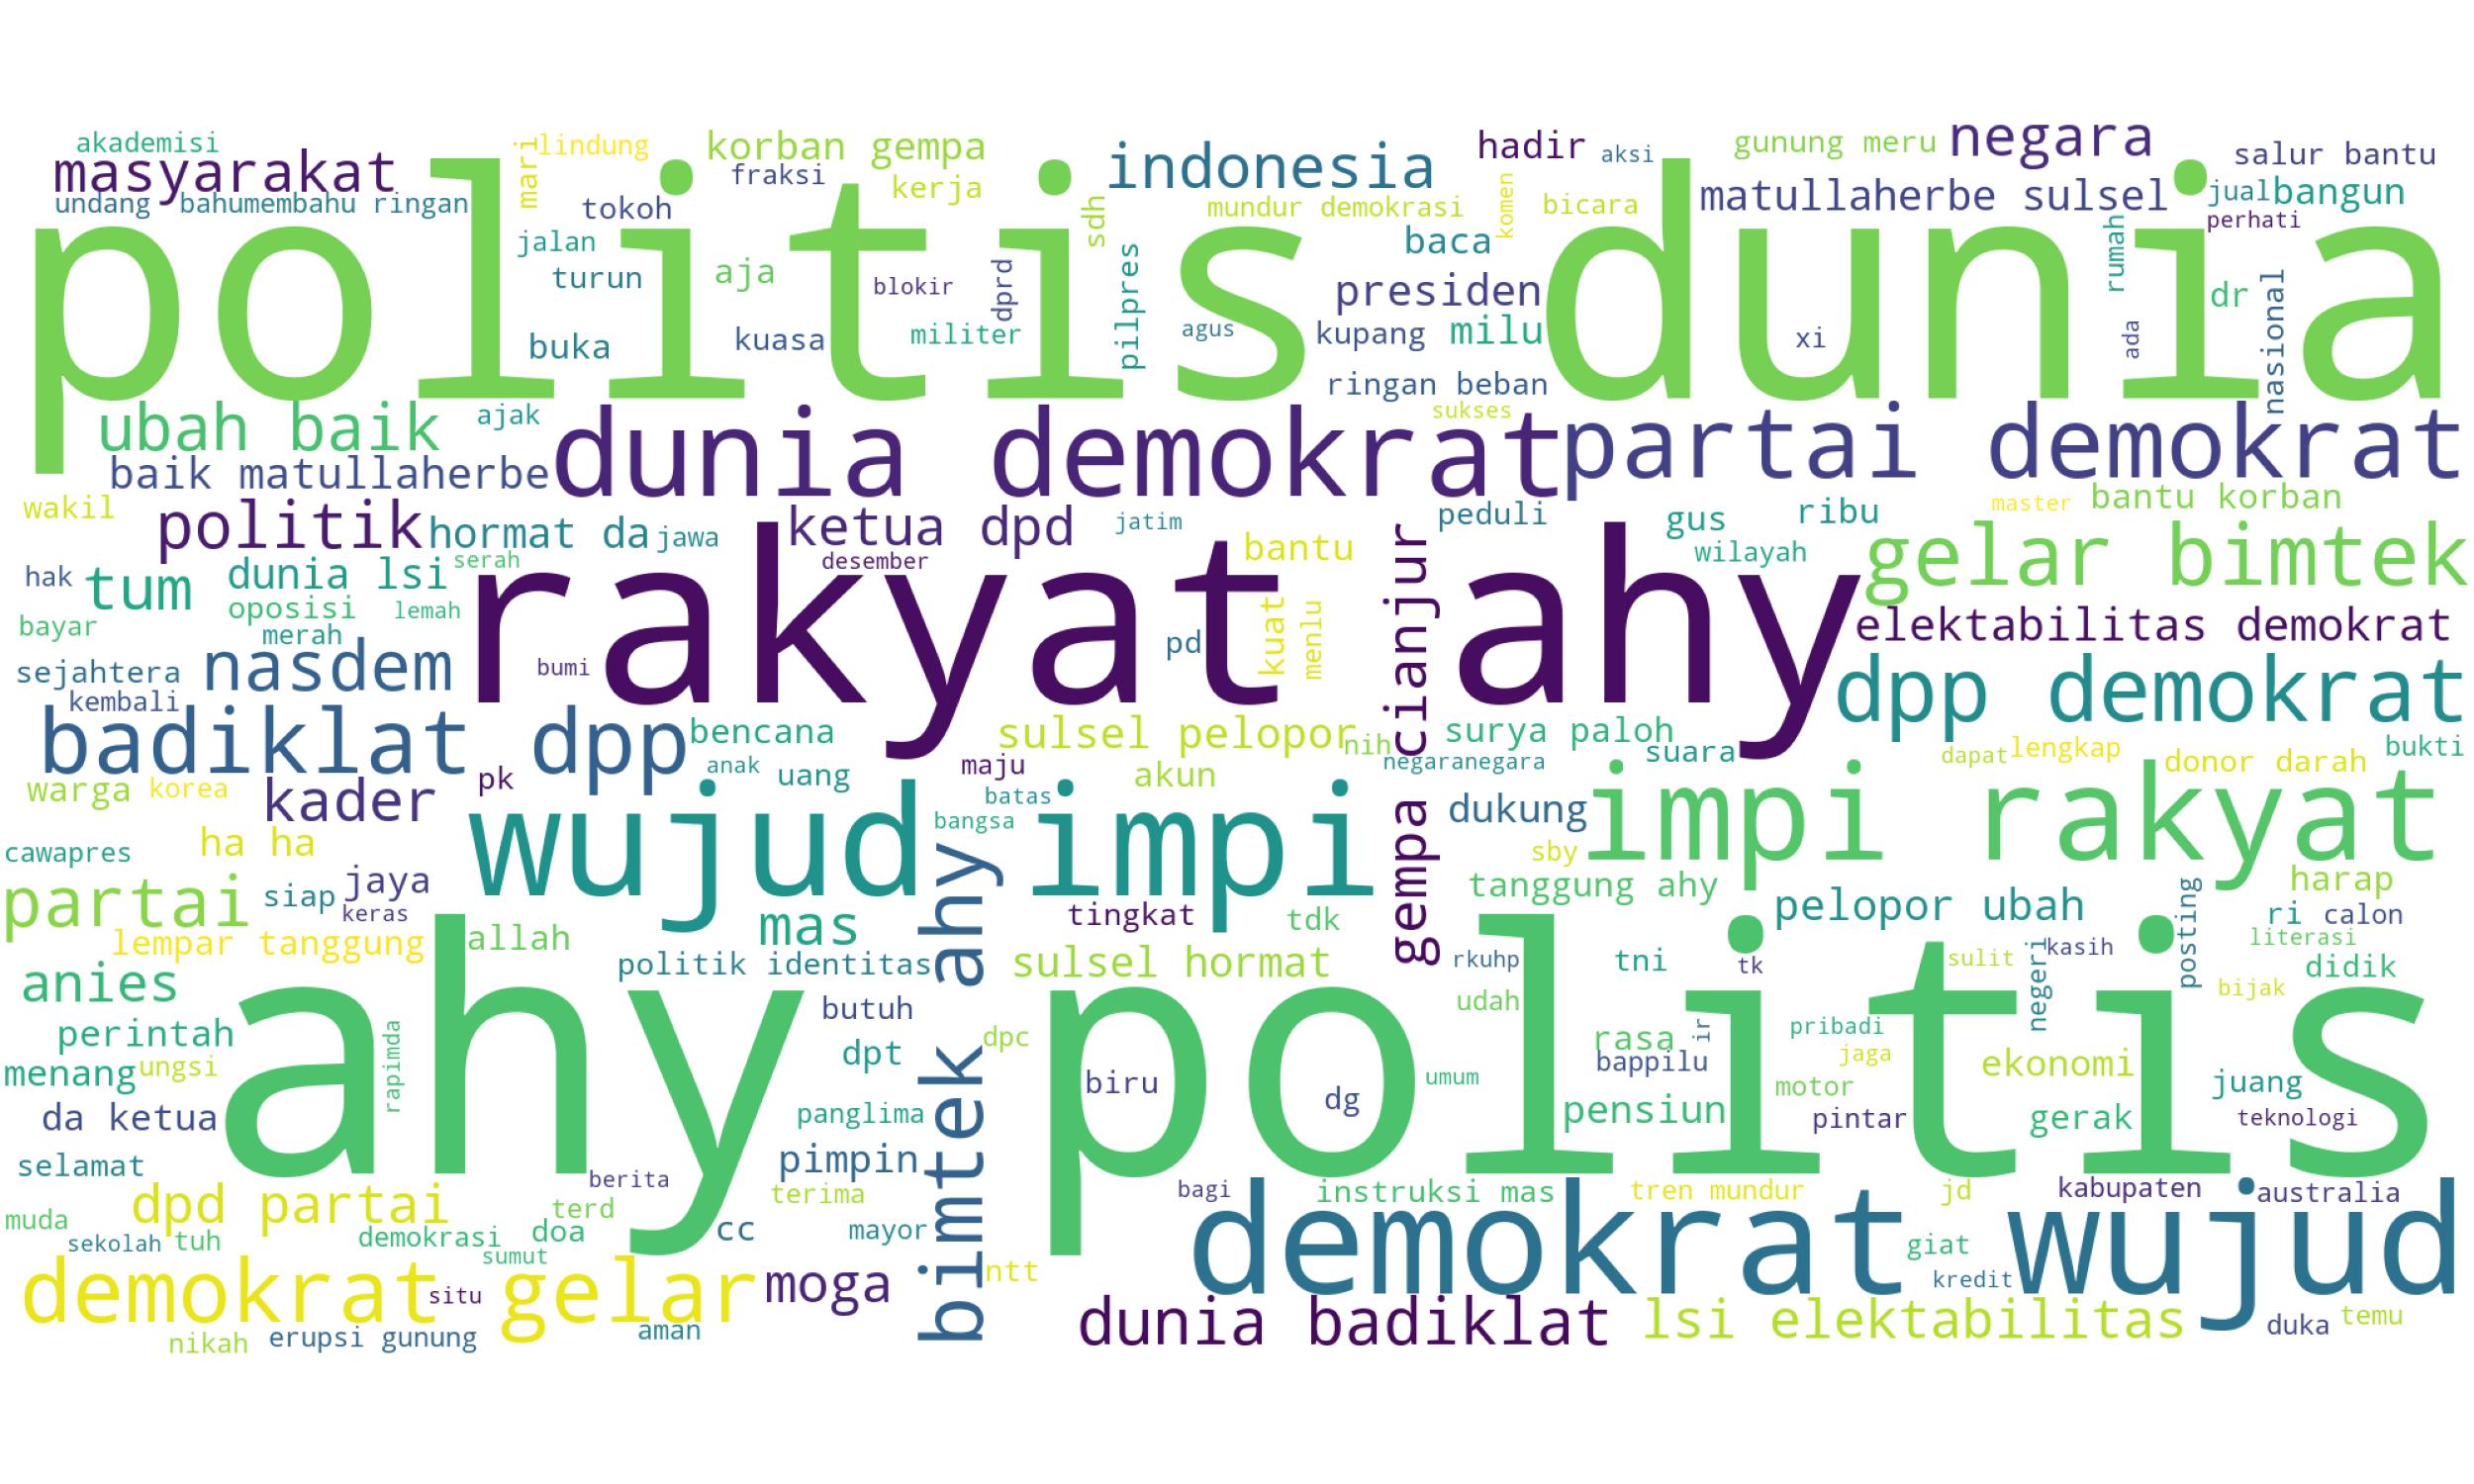 akademisi
masyarakat
undang
bahumembahu ringan
mari
lindung
korban gempa
fraksi
kerja
tokoh
sdh
indonesia
hadir
aksi
gunung meru
negara
salur bantu
mundur demokrasi
komen
bicara
matullaherbe sulsel
jual
bangun
perhati
politis dunia
jalan
turun
aja
blokir
dprd
pilpres
baca
presiden
rumah
dr
nasional
buka
kuasa
militer
agus
kupang
milu
xi
ada
ringan beban
ubah baik
ajak
dunia demokrat
sukses
partai demokrat
baik matullaherbe
wakil
politik
hormat da
jawa
ketua dpd
jatim
peduli
gus
ribu
master
bantu korban
serah
desember
bantu
wilayah
gelar bimtek
hak
tum
dunia lsi
oposisi
lemah
rakyat ahy
bayar
merah
kuat
menlu
gempa cianjur
elektabilitas demokrat
sejahtera
nasdem
bumi
pd
dpp demokrat
kembali
badiklat dpp
bencana
sulsel pelopor
nih
surya paloh
suara
negaranegara
dapat
lengkap
bukti
donor darah
warga
korea
kader
pk
anak
uang
maju
batas
akun
bangsa
wujud impi
dukung
impi rakyat
cawapres
ha ha
sby
partai
siap
jaya
keras
mas
tingkat
tdk
tanggung ahy
pelopor ubah
posting
harap
ri
calon
literasi
lempar tanggung
allah
politik identitas
bimtek ahy
sulsel hormat
rkuhp
tni
tk
sulit
negeri
kasih
didik
bijak
anies
perintah
rapimda
butuh
udah
ahy politis
menang
ungsi
dpt
dpc
rasa
ir
bappilu
pribadi
jaga
ekonomi
biru
dg
umum
motor
juang
da ketua
panglima
pensiun
pintar
gerak
teknologi
selamat
pimpin
berita
terima
bagi
instruksi mas
tren mundur
jd
kabupaten
australia
muda
dpd partai
terd
sekolah
tuh
demokrasi
doa
cc
mayor
sumut
demokrat wujud
giat
kredit
demokrat gelar
situ
moga
ntt
nikah
erupsi gunung
aman
dunia badiklat
lsi elektabilitas
duka
temu